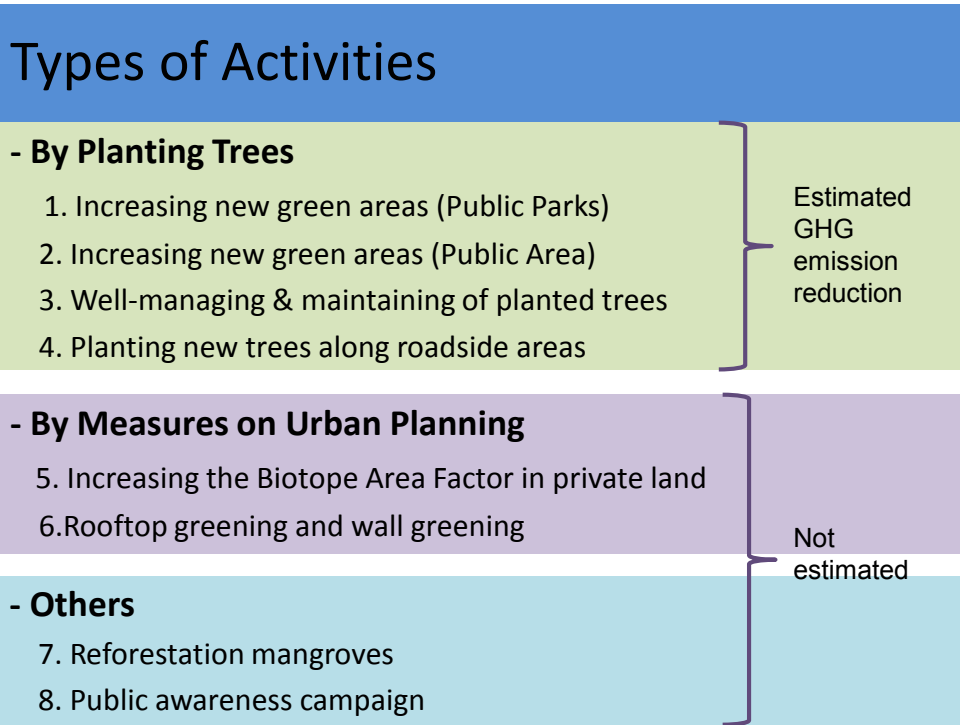 Types of Activities
- By Planting Trees
1. Increasing new green areas (Public Parks)
2. Increasing new green areas (Public Area)
3. Well-managing & maintaining of planted trees
4. Planting new trees along roadside areas
Estimated
GHG
emission
reduction
- By Measures on Urban Planning
5. Increasing the Biotope Area Factor in private land
6.Rooftop greening and wall greening
- Others
7. Reforestation mangroves
8. Public awareness campaign
Not
estimated